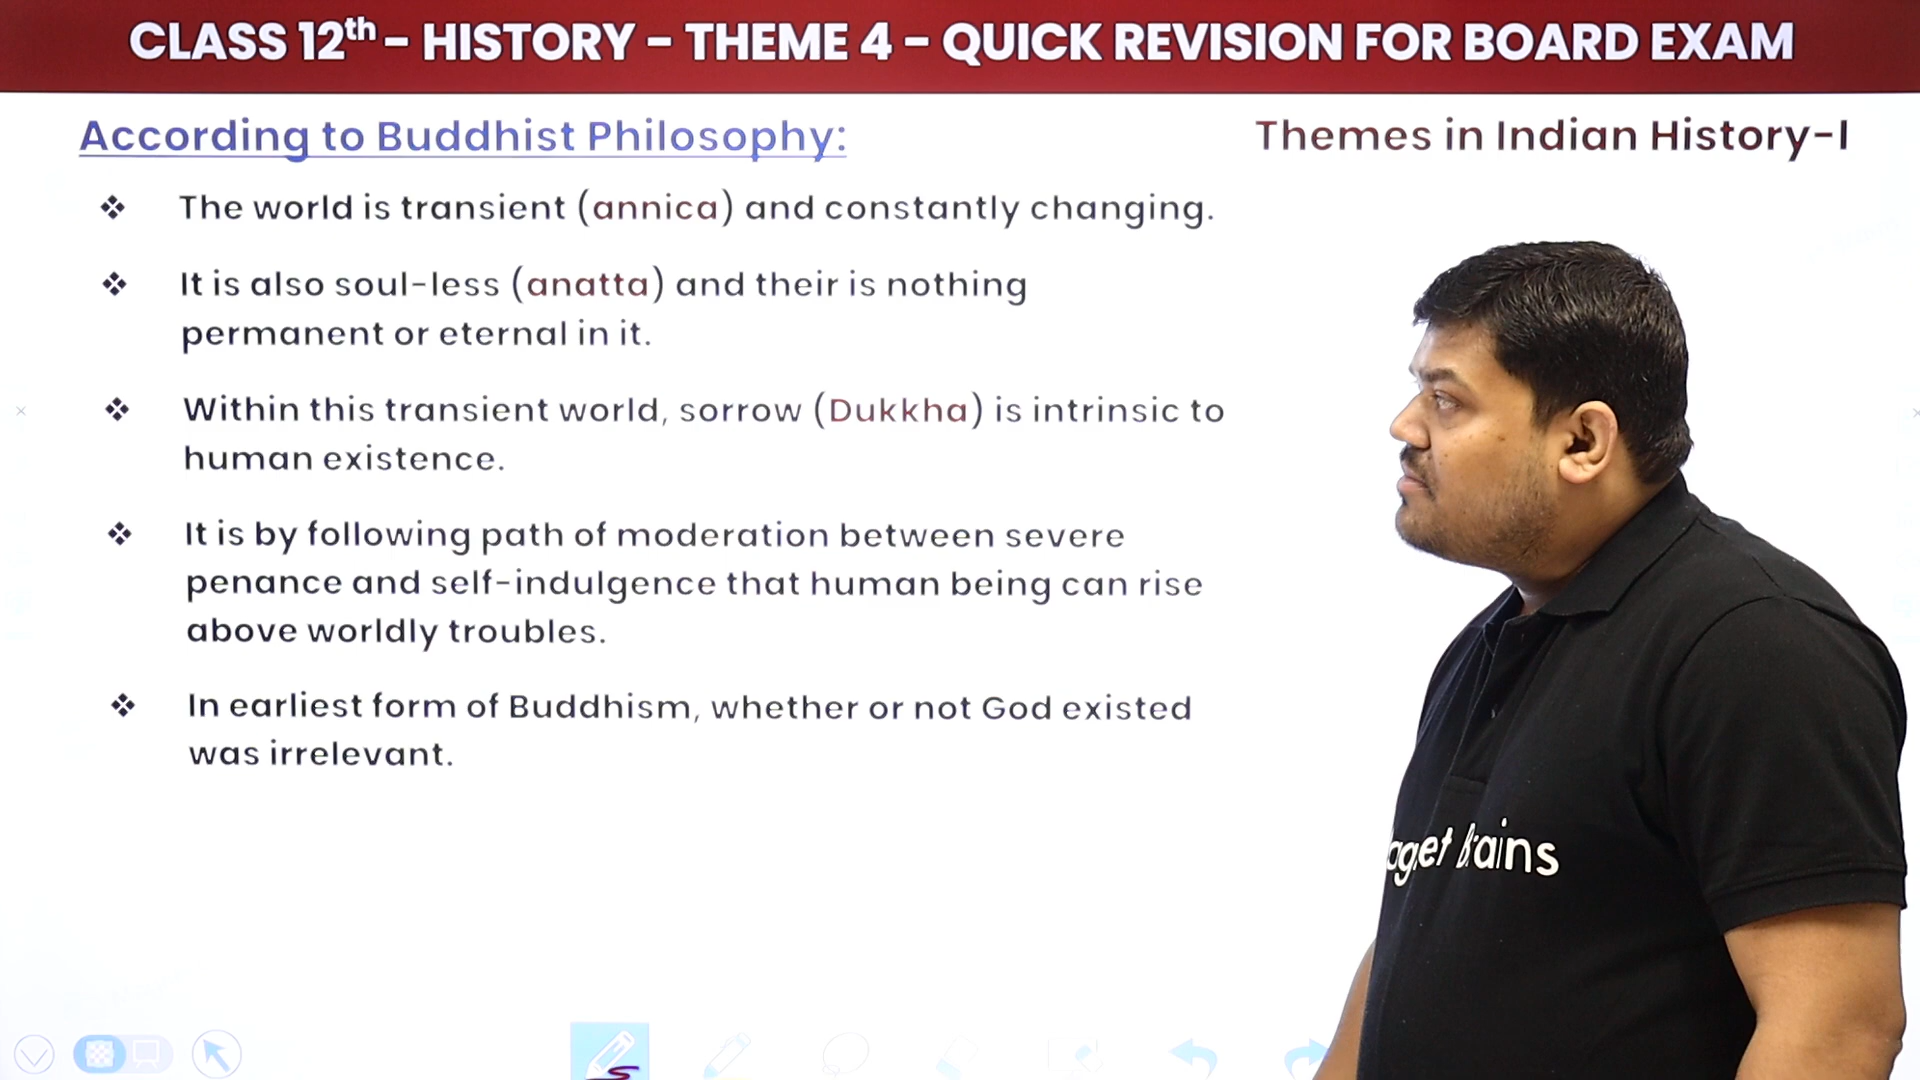 CLASS 12th - HISTORY - THEME 4 - QUICK REVISION FOR BOARD EXAM
According to Buddhist Philosophy:
Themes in Indian History-I
❖ The world is transient (annica) and constantly changing.
❖ It is also soul-less (anatta) and their is nothing
permanent or eternal in it.
❖ Within this transient world, sorrow (Dukkha) is intrinsic to
human existence.
❖ It is by following path of moderation between severe
penance and self-indulgence that human being can rise
above worldly troubles.
❖ In earliest form of Buddhism, whether or not God existed
was irrelevant.
Brains